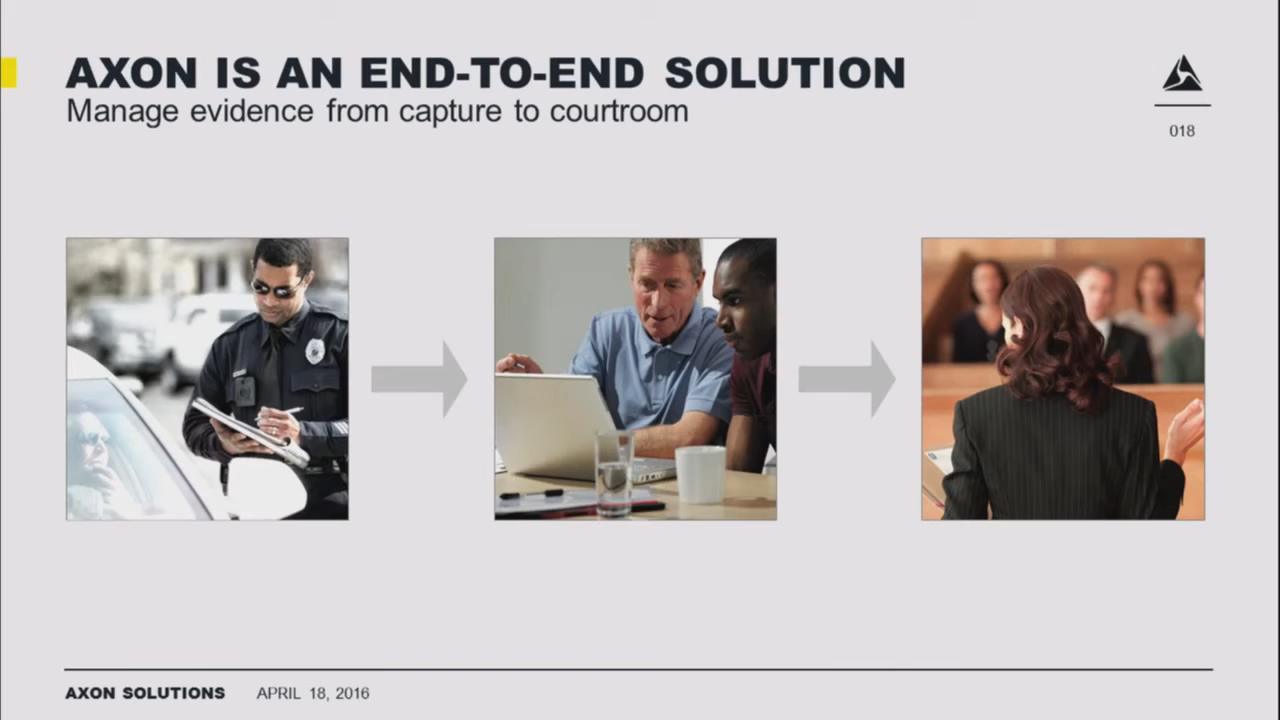 AXON IS AN END-TO-END SOLUTION
Manage evidence from capture to courtroom
018
AXON SOLUTIONS APRIL 18, 2016